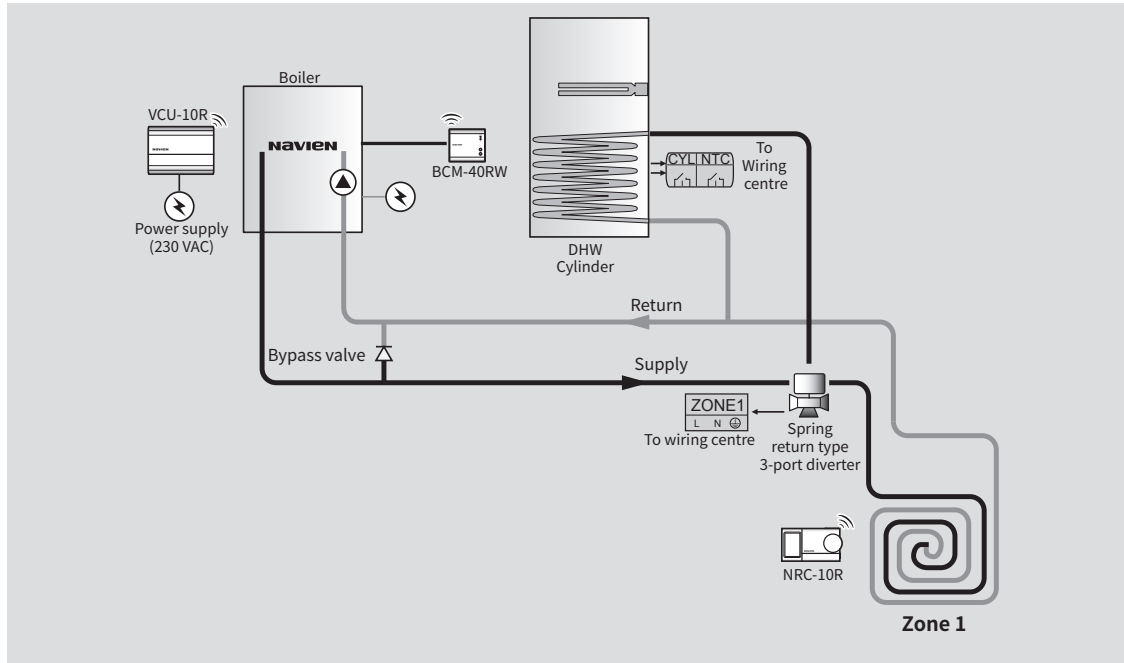 Boiler
VCU-10R
NAVIEN
BCM-40RW
Power supply
(230 VAC)
DHW
Cylinder
CYL NTC
To
Wiring
centre
Return
Bypass valve
Supply
ZONE1
L N
To wiring centre
Spring
return type
3-port diverter
NRC-10R
Zone 1